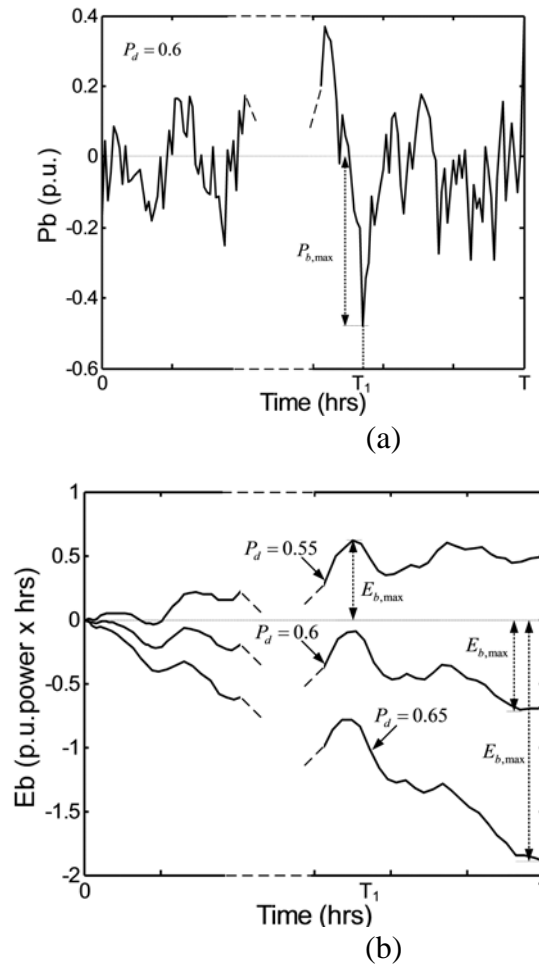 0.4
P_d = 0.6
0.2
0
-0.2
-0.4
-0.6
Pb (p.u.)
P_b,max
0
T_1
T
Time (hrs)
(a)
1
0.5
0
-0.5
-1
-1.5
-2
Eb (p.u.power x hrs)
P_d = 0.55
E_b,max
P_d = 0.6
E_b,max
P_d = 0.65
E_b,max
0
T_1
Time (hrs)
(b)